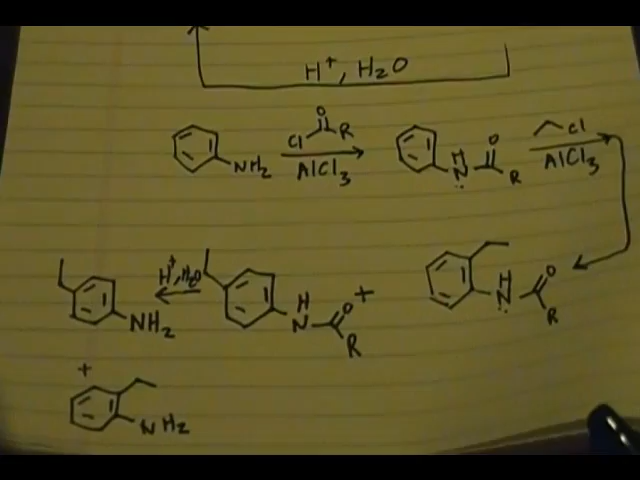 H+, H2O
O
Cl R
NH2 AlCl3
H O
N R
Cl
AlCl3
H+, H2O
NH2
H O
N R
+
H O
N R
+
NH2